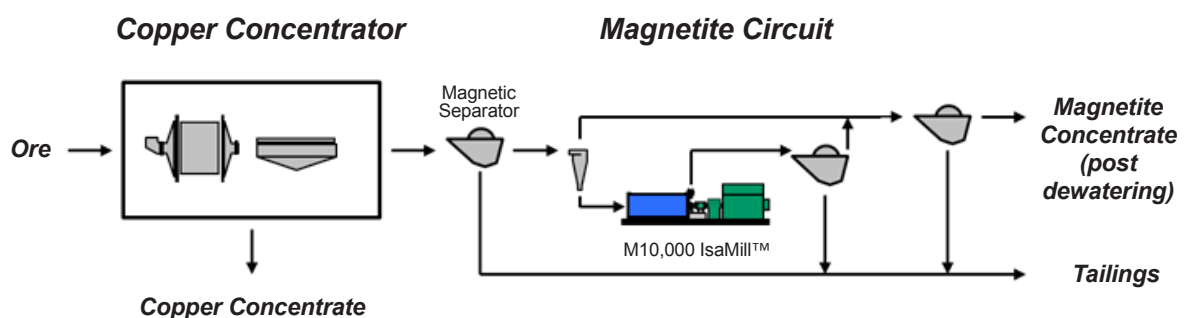 Copper Concentrator
Magnetite Circuit
Magnetic
Separator
Ore
Magnetite
Concentrate
(post
dewatering)
M10,000 IsaMill™
Tailings
Copper Concentrate